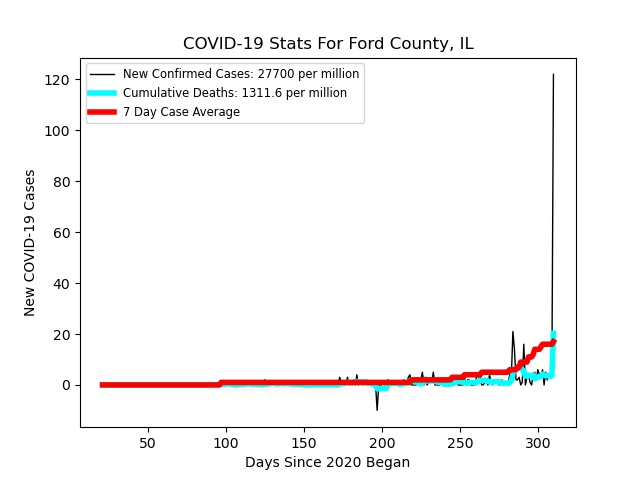 COVID-19 Stats For Ford County, IL
New Confirmed Cases: 27700 per million
Cumulative Deaths: 1311.6 per million
7 Day Case Average
120
100
80
60
40
20
0
New COVID-19 Cases
50 100 150 200 250 300
Days Since 2020 Began